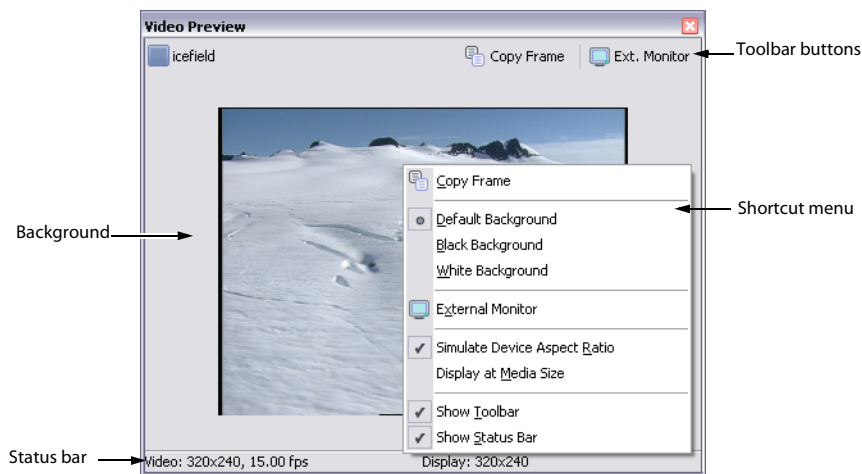 Video Preview
icefield
Copy Frame
Ext. Monitor
Toolbar buttons
Copy Frame
Default Background
Shortcut menu
Black Background
Background
White Background
External Monitor
Simulate Device Aspect Ratio
Display at Media Size
Show Toolbar
Show Status Bar
Status bar
Video: 320x240, 15.00 fps
Display: 320x240